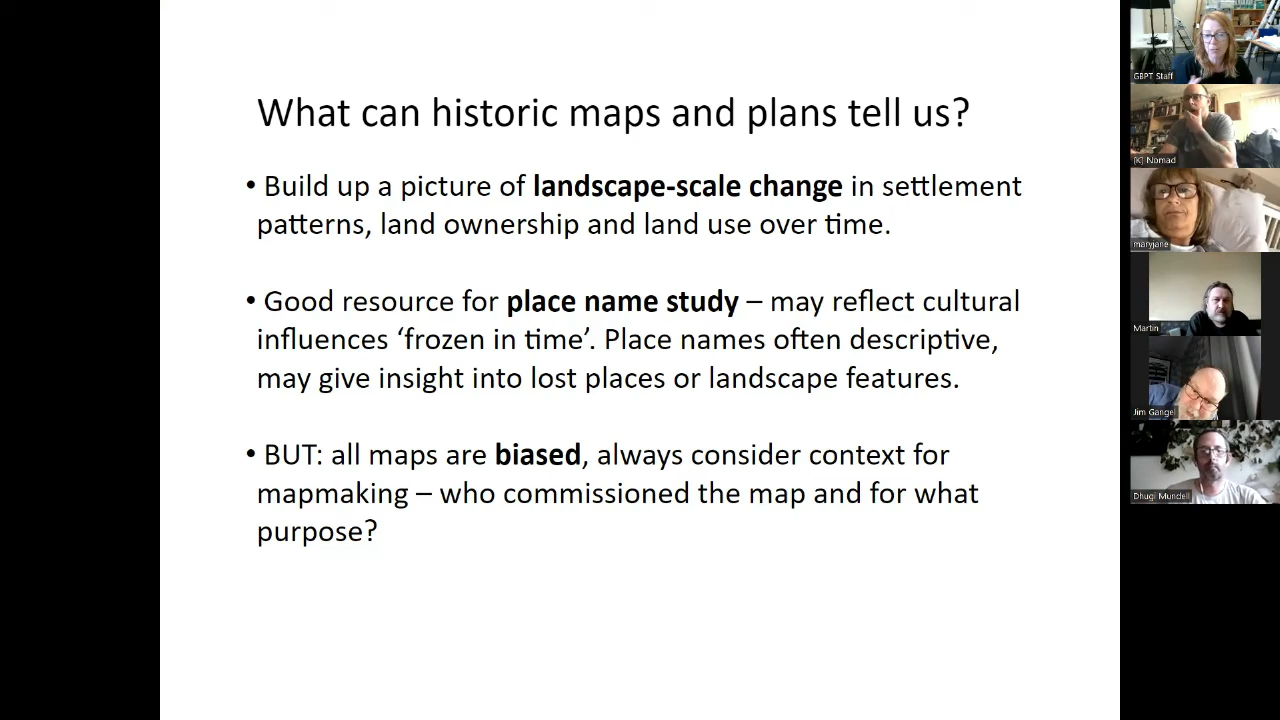 What can historic maps and plans tell us?
• Build up a picture of landscape-scale change in settlement
patterns, land ownership and land use over time.
• Good resource for place name study – may reflect cultural
influences ‘frozen in time’. Place names often descriptive,
may give insight into lost places or landscape features.
• BUT: all maps are biased, always consider context for
mapmaking – who commissioned the map and for what
purpose?
GBPT Staff
[K] Nomad
maryjane
Martin
Jim Gangel
Dhugi Mundell